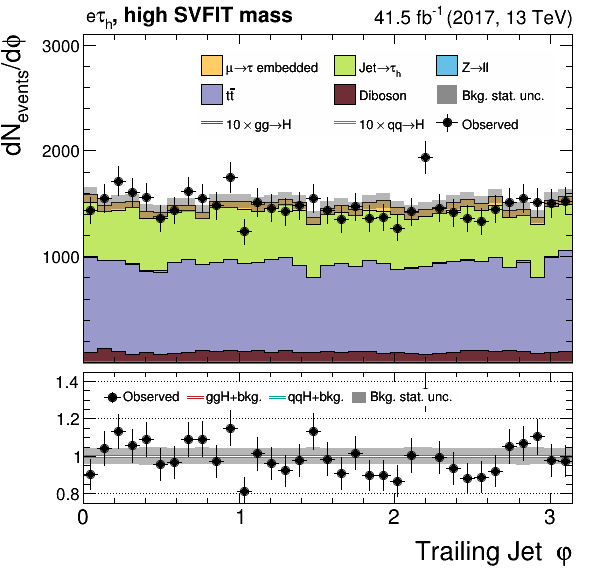 eτh, high SVFIT mass 41.5 fb⁻¹ (2017, 13 TeV)
dNevents/dφ
3000
2000
1000
μ→τ embedded Jet→τh Z→ll
tt̄ Diboson Bkg. stat. unc.
10 × gg→H 10 × qq→H Observed
1.4
1.2
1
0.8
Observed ggH+bkg. qqH+bkg. Bkg. stat. unc.
0 1 2 3
Trailing Jet φ